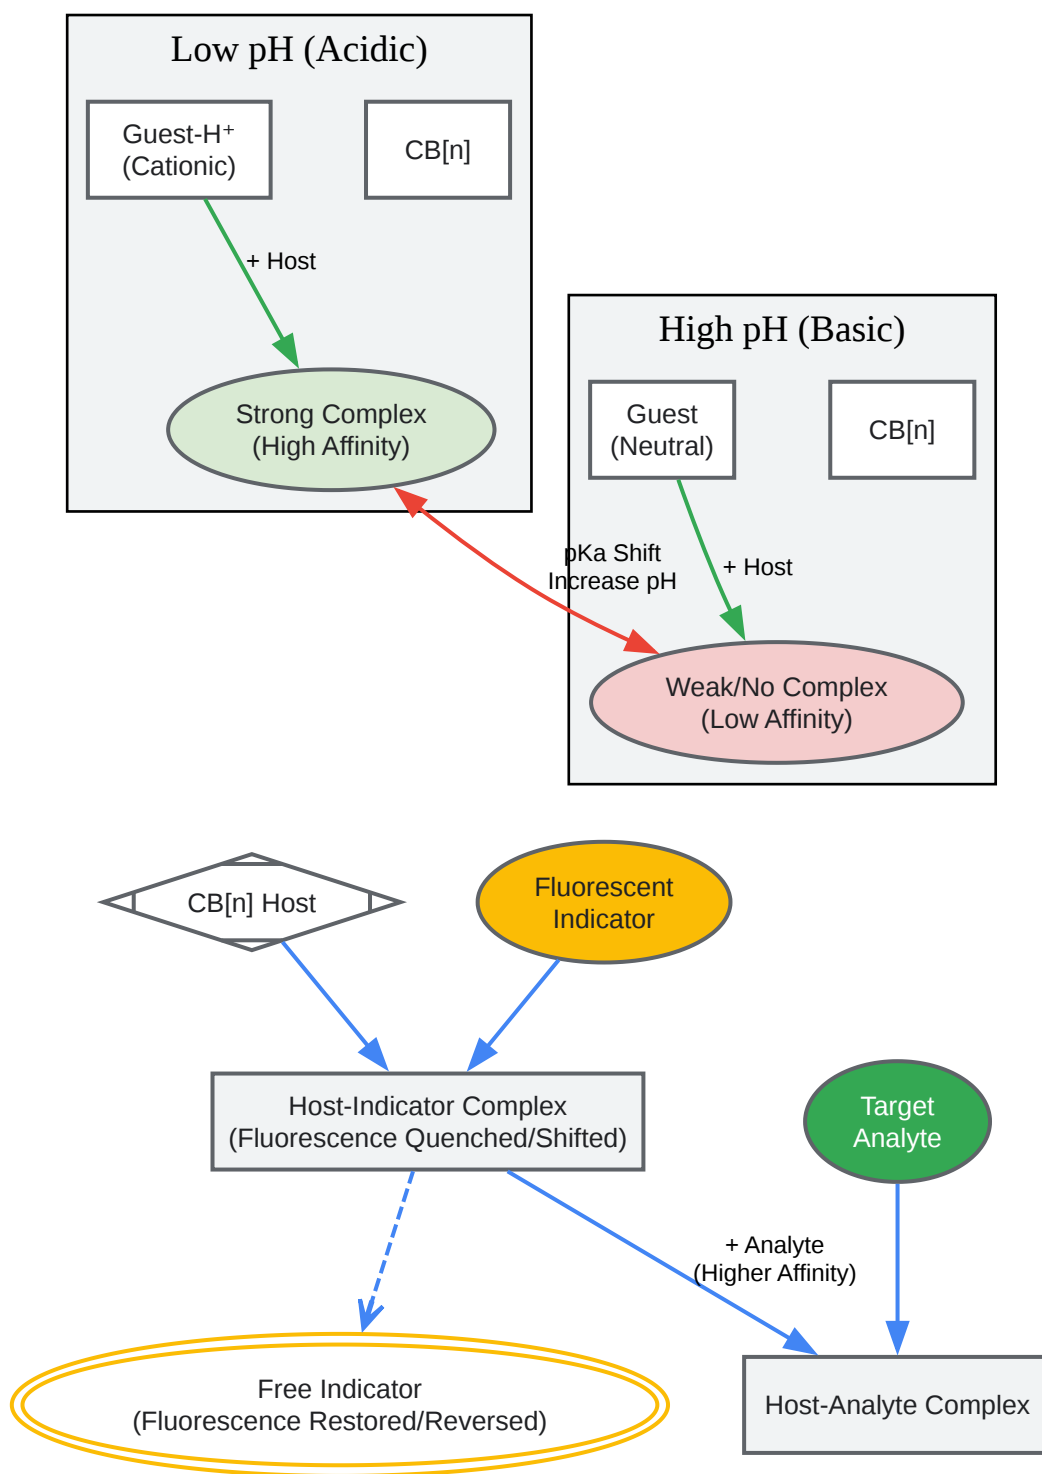 Low pH (Acidic)
Guest-H⁺
(Cationic)
CB[n]
+ Host
Strong Complex
(High Affinity)
High pH (Basic)
Guest
(Neutral)
CB[n]
pKa Shift
Increase pH
+ Host
Weak/No Complex
(Low Affinity)
CB[n] Host
Fluorescent
Indicator
Host-Indicator Complex
(Fluorescence Quenched/Shifted)
Target
Analyte
+ Analyte
(Higher Affinity)
Free Indicator
(Fluorescence Restored/Reversed)
Host-Analyte Complex